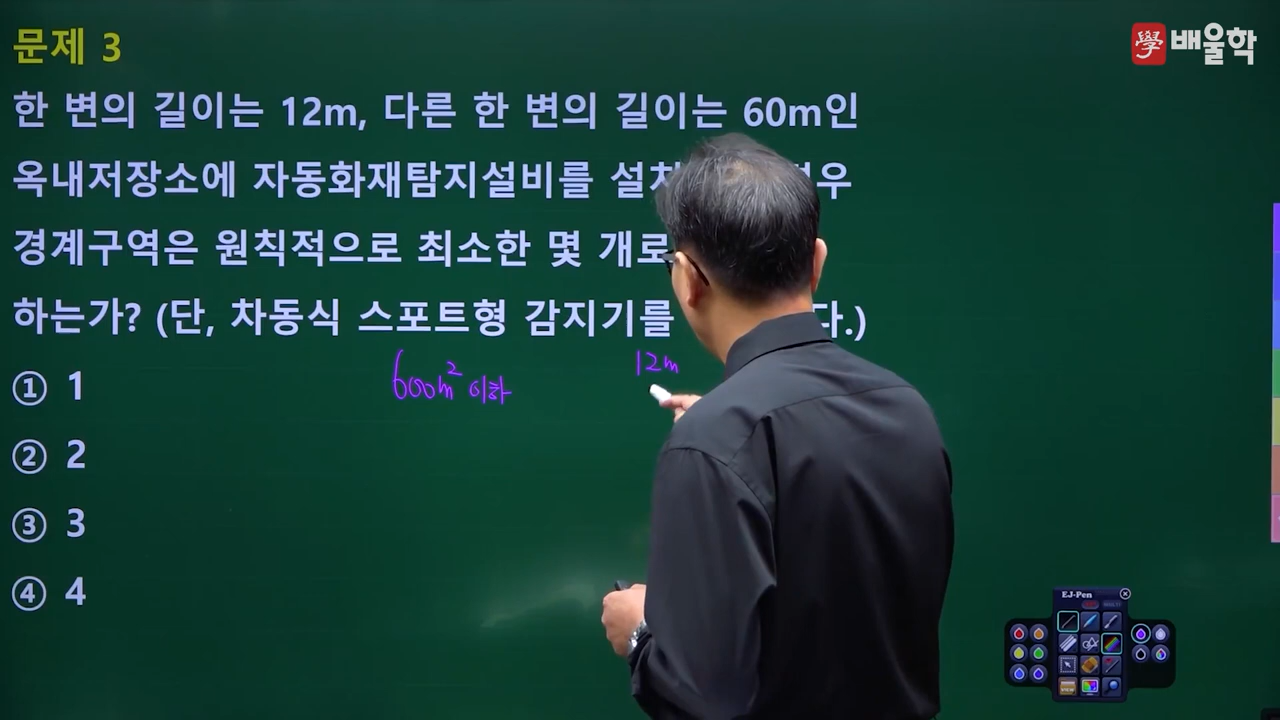 문제 3
學 배울학
한 변의 길이는 12m, 다른 한 변의 길이는 60m인
옥내저장소에 자동화재탐지설비를
경계구역은 원칙적으로 최소한 몇 개로
하는가? (단, 차동식 스포트형 감지기를
600m² 이하
12m
① 1
② 2
③ 3
④ 4
EJ-Pen